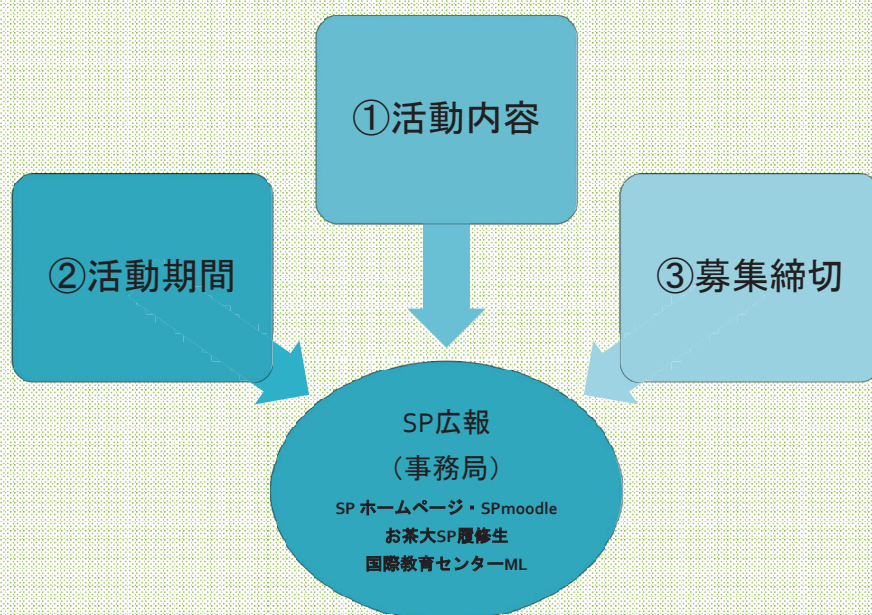 ①活動内容
②活動期間
③募集締切
SP広報
（事務局）
SP ホームページ・SPmoodle
お茶大SP履修生
国際教育センターML